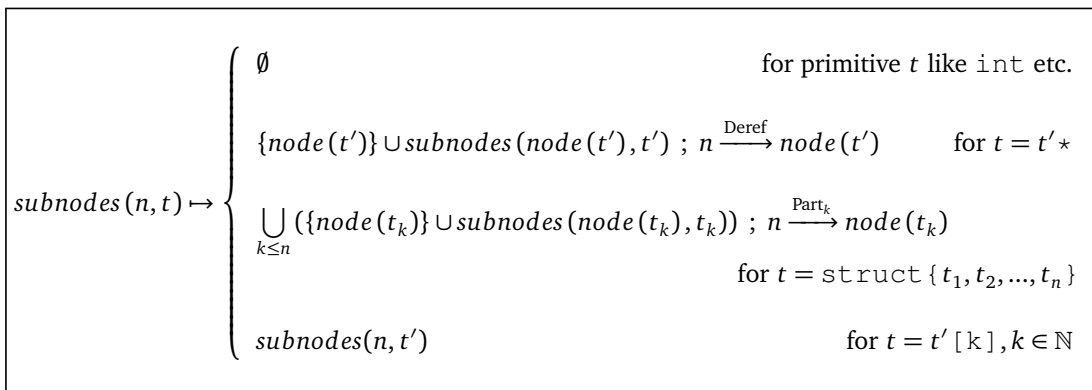 ∅ for primitive t like int etc.
{node(t′)} ∪ subnodes(node(t′), t′) ; n —Deref→ node(t′) for t = t′⋆
subnodes(n, t) ↦ {
⋃_{k≤n} ({node(t_k)} ∪ subnodes(node(t_k), t_k)) ; n —Part_k→ node(t_k)
for t = struct{t_1, t_2, ..., t_n}
subnodes(n, t′) for t = t′[k], k ∈ ℕ